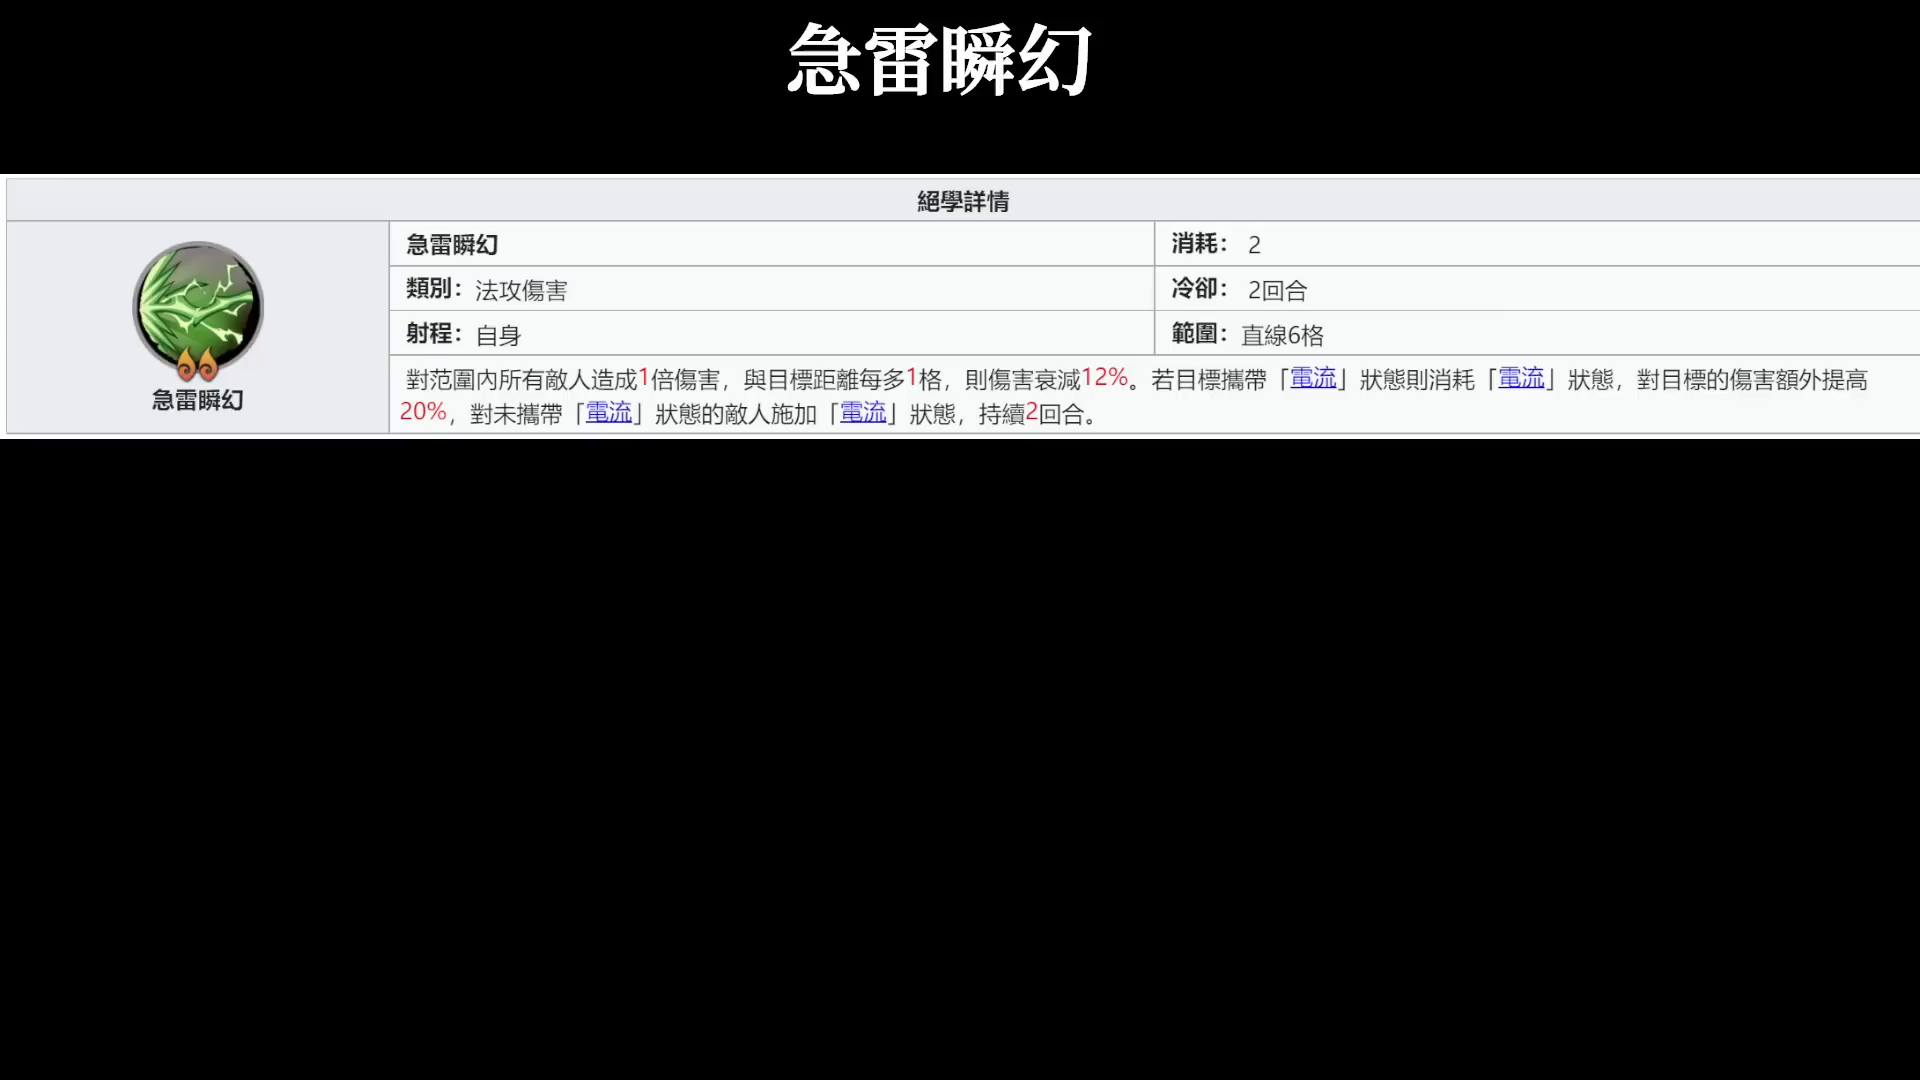 急雷瞬幻
絕學詳情
急雷瞬幻
急雷瞬幻
消耗： 2
類別：法攻傷害
冷卻： 2回合
射程：自身
範圍：直線6格
對范圍內所有敵人造成1倍傷害，與目標距離每多1格，則傷害衰減12%。若目標攜帶「電流」狀態則消耗「電流」狀態，對目標的傷害額外提高
20%，對未攜帶「電流」狀態的敵人施加「電流」狀態，持續2回合。